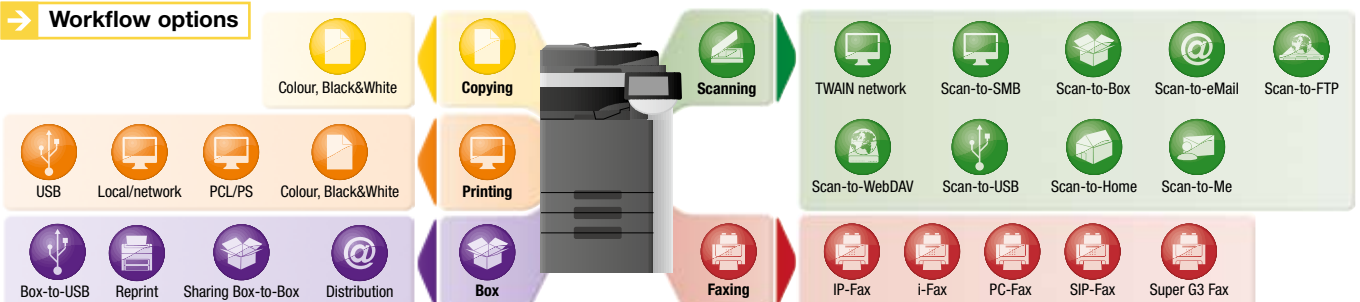 Workflow options
Colour, Black&White
Copying
Scanning
TWAIN network
Scan-to-SMB
Scan-to-Box
Scan-to-eMail
Scan-to-FTP
Scan-to-WebDAV
Scan-to-USB
Scan-to-Home
Scan-to-Me
USB
Local/network
PCL/PS
Colour, Black&White
Printing
Box-to-USB
Reprint
Sharing Box-to-Box
Distribution
Box
Faxing
IP-Fax
i-Fax
PC-Fax
SIP-Fax
Super G3 Fax